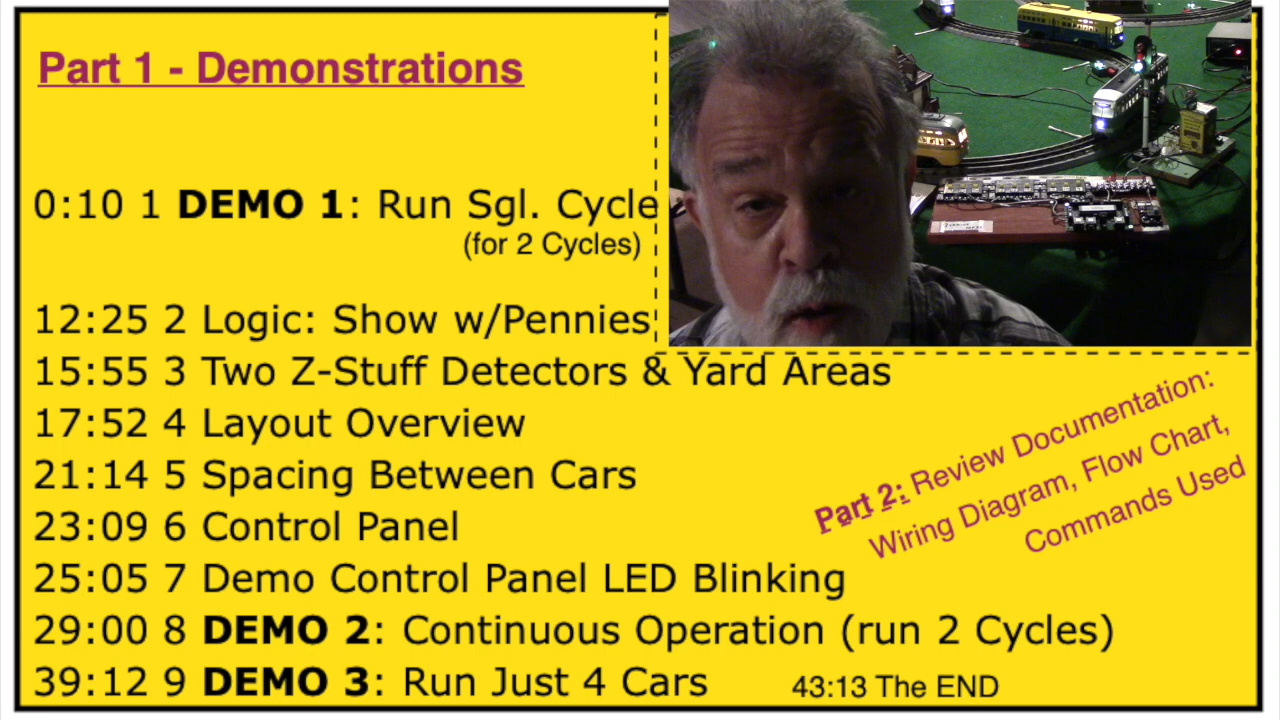 Part 1 - Demonstrations
0:10 1 DEMO 1: Run Sgl. Cycle
(for 2 Cycles)
12:25 2 Logic: Show w/Pennies
15:55 3 Two Z-Stuff Detectors & Yard Areas
17:52 4 Layout Overview
21:14 5 Spacing Between Cars
23:09 6 Control Panel
25:05 7 Demo Control Panel LED Blinking
29:00 8 DEMO 2: Continuous Operation (run 2 Cycles)
39:12 9 DEMO 3: Run Just 4 Cars
43:13 The END
Part 2: Review Documentation:
Wiring Diagram, Flow Chart,
Commands Used